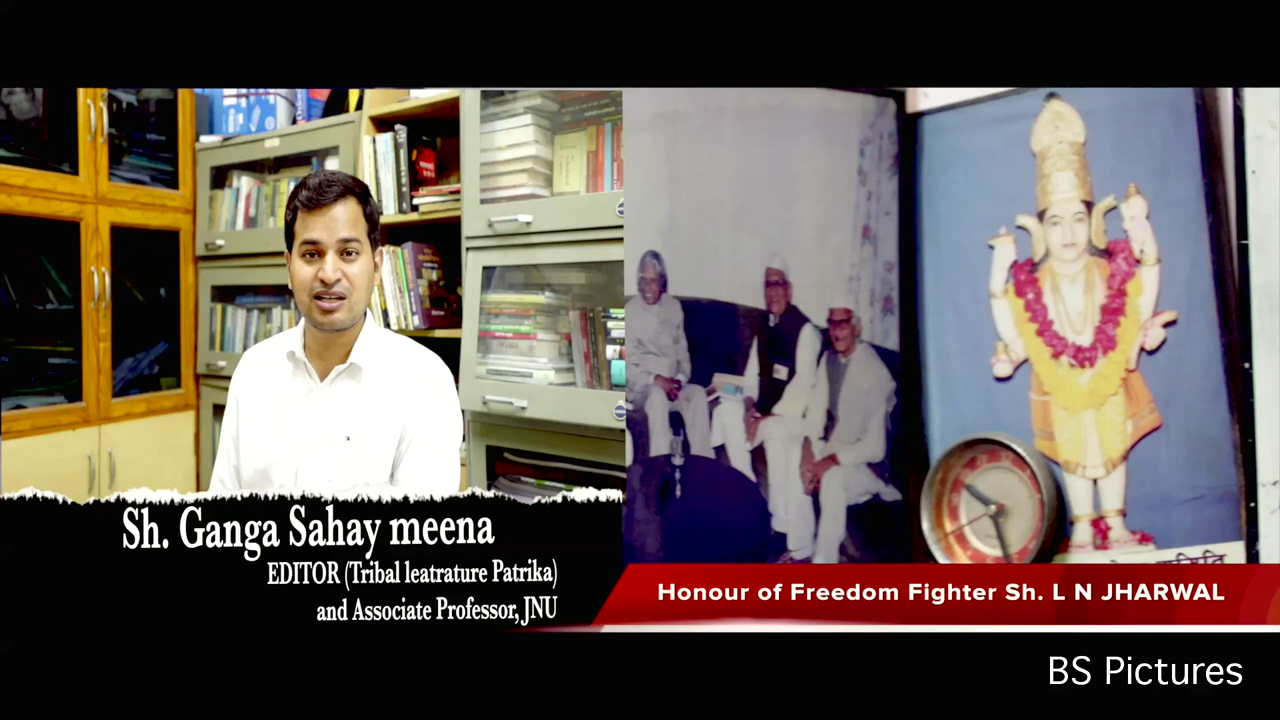 Sh. Ganga Sahay meena
EDITOR (Tribal leatrature Patrika)
and Associate Professor, JNU
Honour of Freedom Fighter Sh. L N JHARWAL
BS Pictures